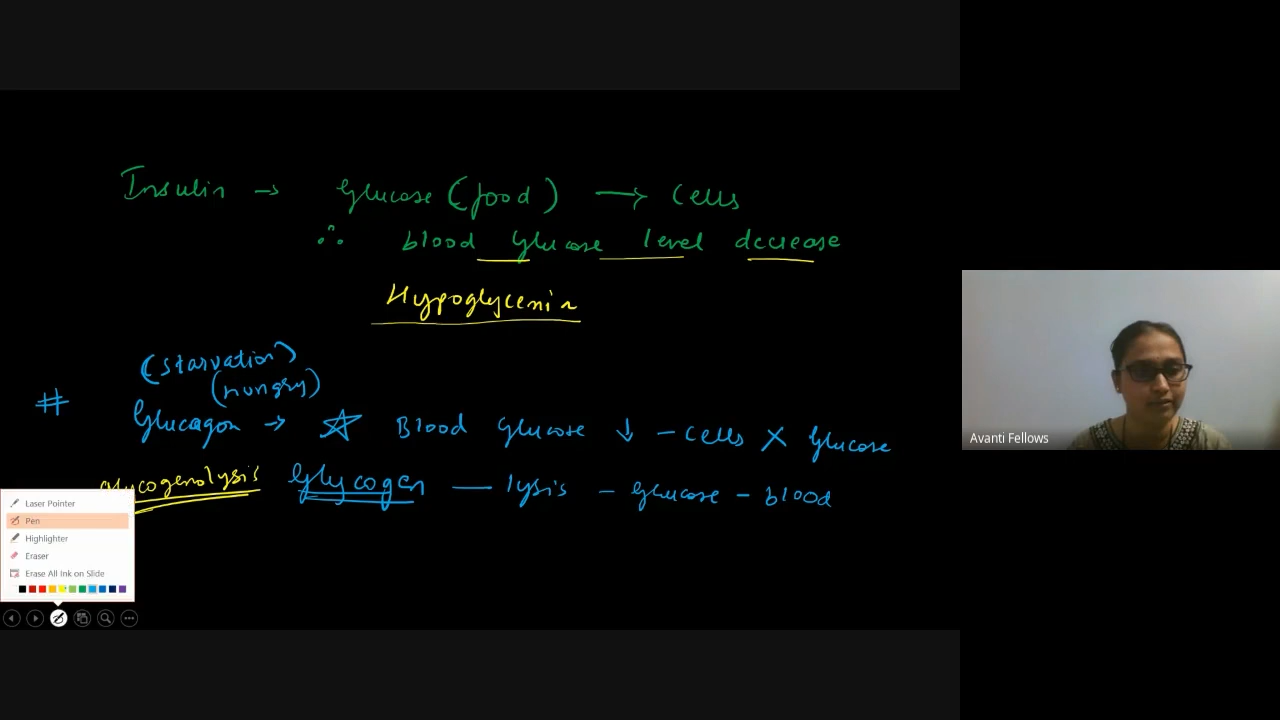 Insulin → Glucose (food) → Cells
∴ blood glucose level decrease
Hypoglycemia
(starvation)
(hungry)
# Glucagon → ☆ Blood glucose ↓ - cells X glucose
glycogenolysis Glycogen — lysis - glucose - blood
Laser Pointer
Pen
Highlighter
Eraser
Erase All Ink on Slide
Avanti Fellows